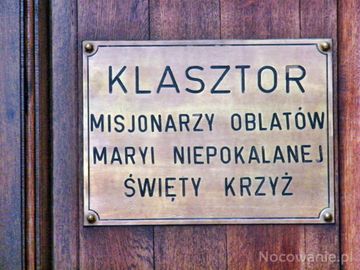 KLASZTOR
MISJONARZY OBLATÓW
MARYI NIEPOKALANEJ
ŚWIĘTY KRZYŻ
Nocowanie.pl